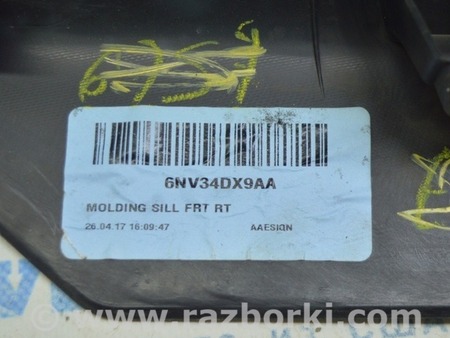 6NV34DX9AA
MOLDING SILL FRT RT
26.04.17 16:09:47 AAESIQN
www.razborki.com